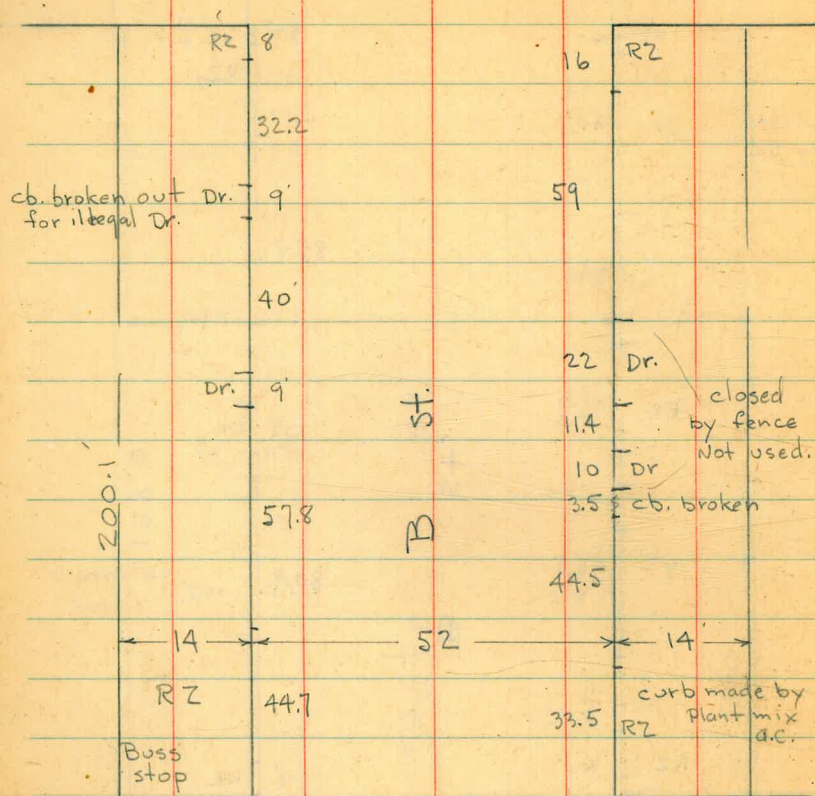 RZ 8
16 RZ
32.2
cb. broken out Dr. 9'
for illegal Dr.
59
40'
22 Dr.
Dr. 9'
closed
by fence
Not used.
11.4
10 Dr
3.5 cb. broken
B St.
200.1'
57.8
44.5
14 52 14'
RZ 44.1
33.5 RZ
curb made by
Plant mix
a.c.
Buss
stop